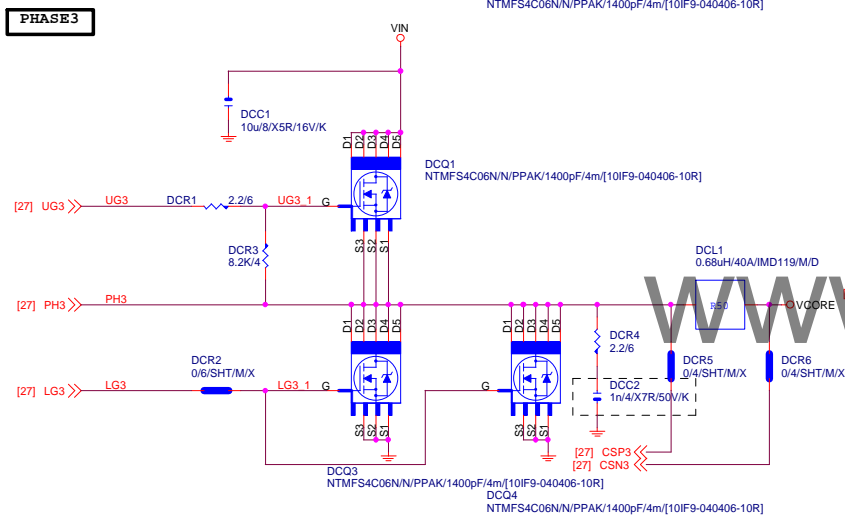 NTMFS4C06N/N/PPAK/1400pF/4m/[10IF9-040406-10R]
PHASE3
VIN
DCC1
10u/8/X5R/16V/K
D1
D2
D3
D4
D5
DCQ1
NTMFS4C06N/N/PPAK/1400pF/4m/[10IF9-040406-10R]
[27] UG3
UG3
DCR1
2.2/6
UG3_1
G
S3
S2
S1
DCR3
8.2K/4
DCL1
0.68uH/40A/IMD119/M/D
[27] PH3
PH3
R50
VCORE
WWW
D1
D2
D3
D4
D5
D1
D2
D3
D4
D5
DCR4
2.2/6
DCR2
0/6/SHT/M/X
DCR5
0/4/SHT/M/X
DCR6
0/4/SHT/M/X
[27] LG3
LG3
LG3_1
G
G
DCC2
1n/4/X7R/50V/K
S3
S2
S1
S3
S2
S1
[27] CSP3
[27] CSN3
DCQ3
NTMFS4C06N/N/PPAK/1400pF/4m/[10IF9-040406-10R]
DCQ4
NTMFS4C06N/N/PPAK/1400pF/4m/[10IF9-040406-10R]